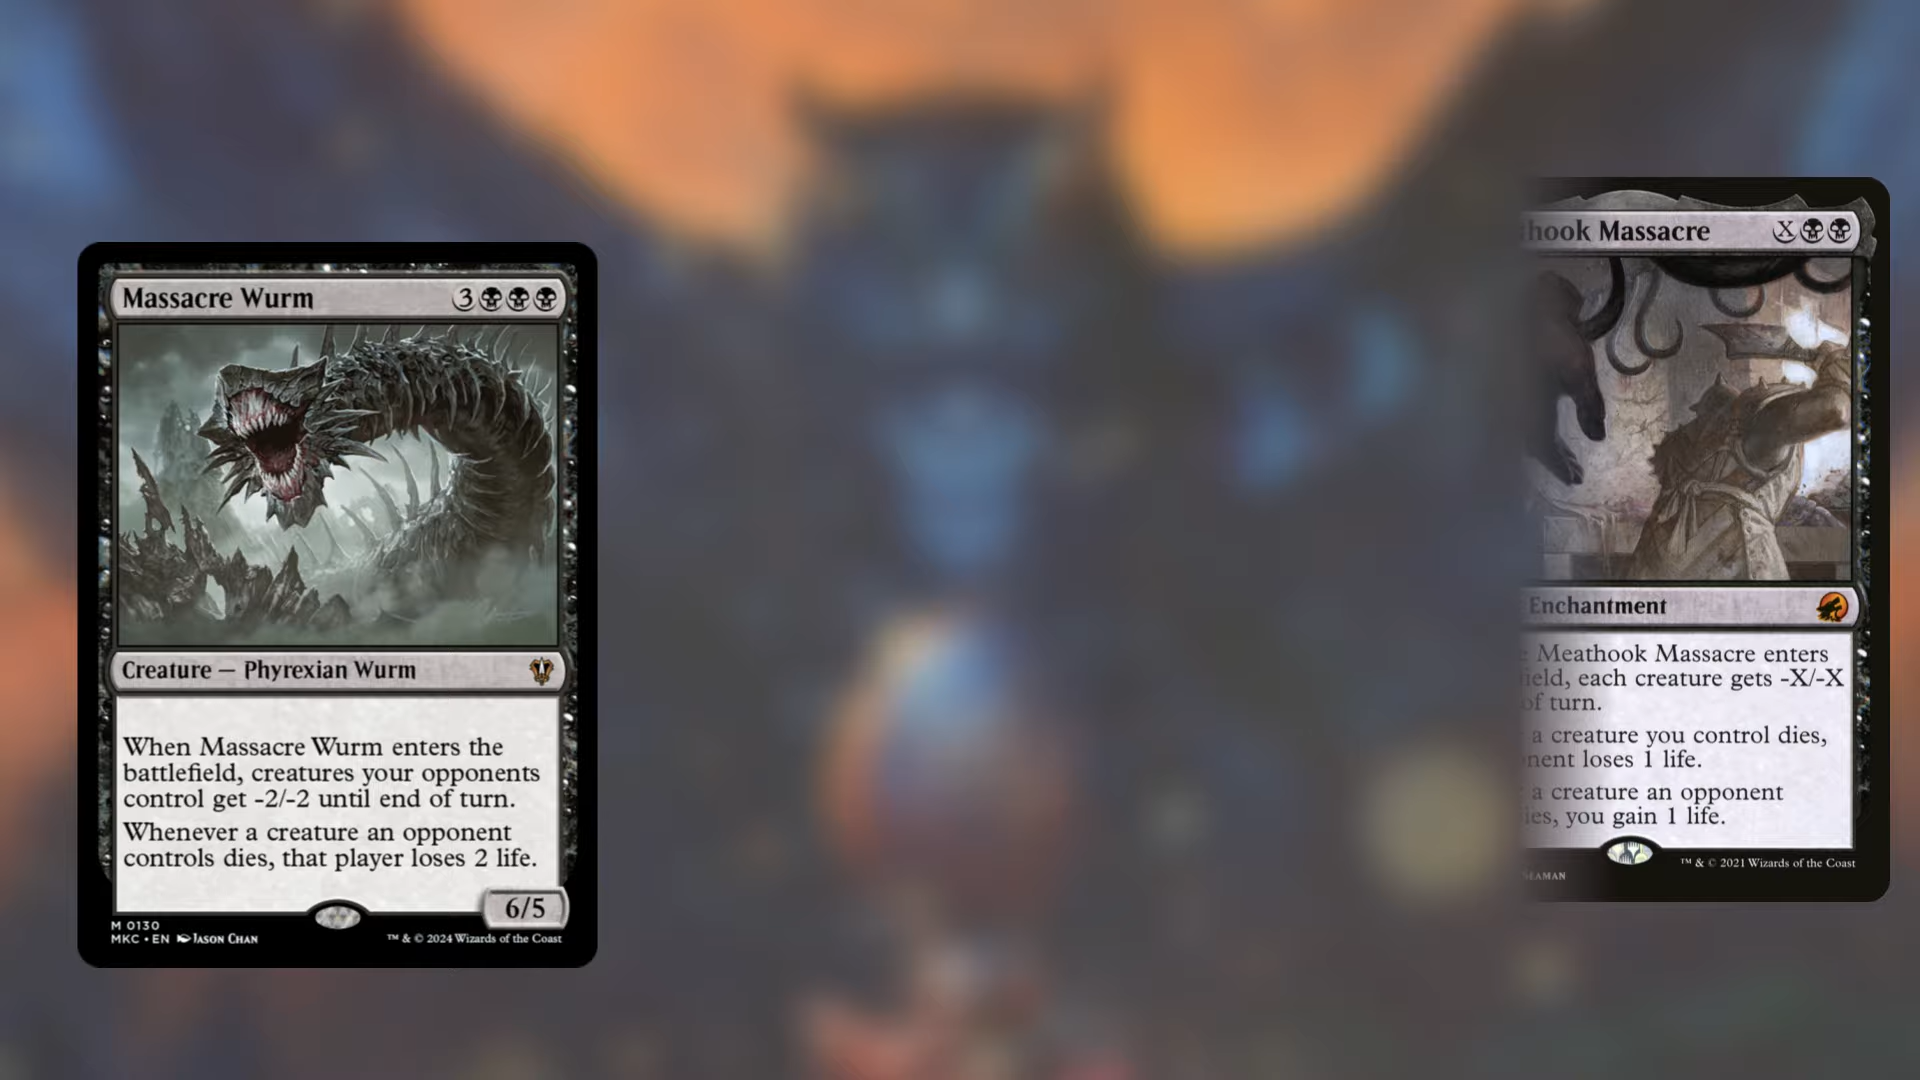 Massacre Wurm 3
Creature — Phyrexian Wurm
When Massacre Wurm enters the
battlefield, creatures your opponents
control get -2/-2 until end of turn.
Whenever a creature an opponent
controls dies, that player loses 2 life.
6/5
M 0130
MKC • EN JASON CHAN
™ & © 2024 Wizards of the Coast
Massacre X
Enchantment
Meathook Massacre enters
each creature gets -X/-X
of turn.
a creature you control dies,
loses 1 life.
a creature an opponent
you gain 1 life.
™ & © 2021 Wizards of the Coast